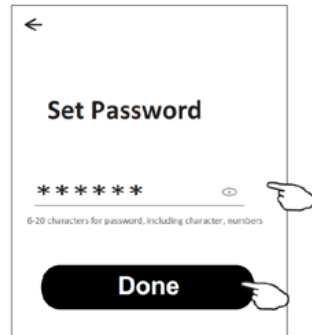 Set Password
******
6-20 characters for password, including character, numbers
Done